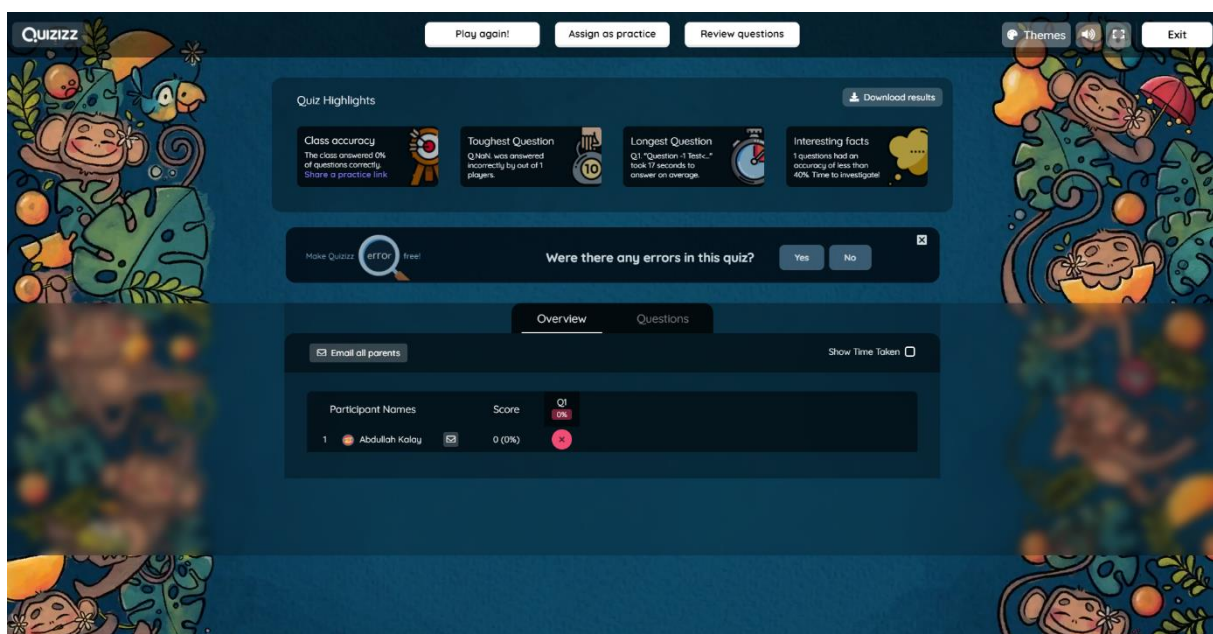 Quizizz
Play again!
Assign as practice
Review questions
Themes
Exit
Quiz Highlights
Download results
Class accuracy
The class answered 0%
of questions correctly.
Share a practice link
Toughest Question
Q.NaN. was answered
incorrectly by out of 1
players.
10
Longest Question
Q1. "Question -1 Test<..."
took 17 seconds to
answer on average.
Interesting facts
1 questions had an
accuracy of less than
40%. Time to investigate!
Make Quizizz error free!
Were there any errors in this quiz?
Yes
No
Overview
Questions
Email all parents
Show Time Taken
Participant Names
Score
Q1
0%
1 Abdullah Kalay 0 (0%)